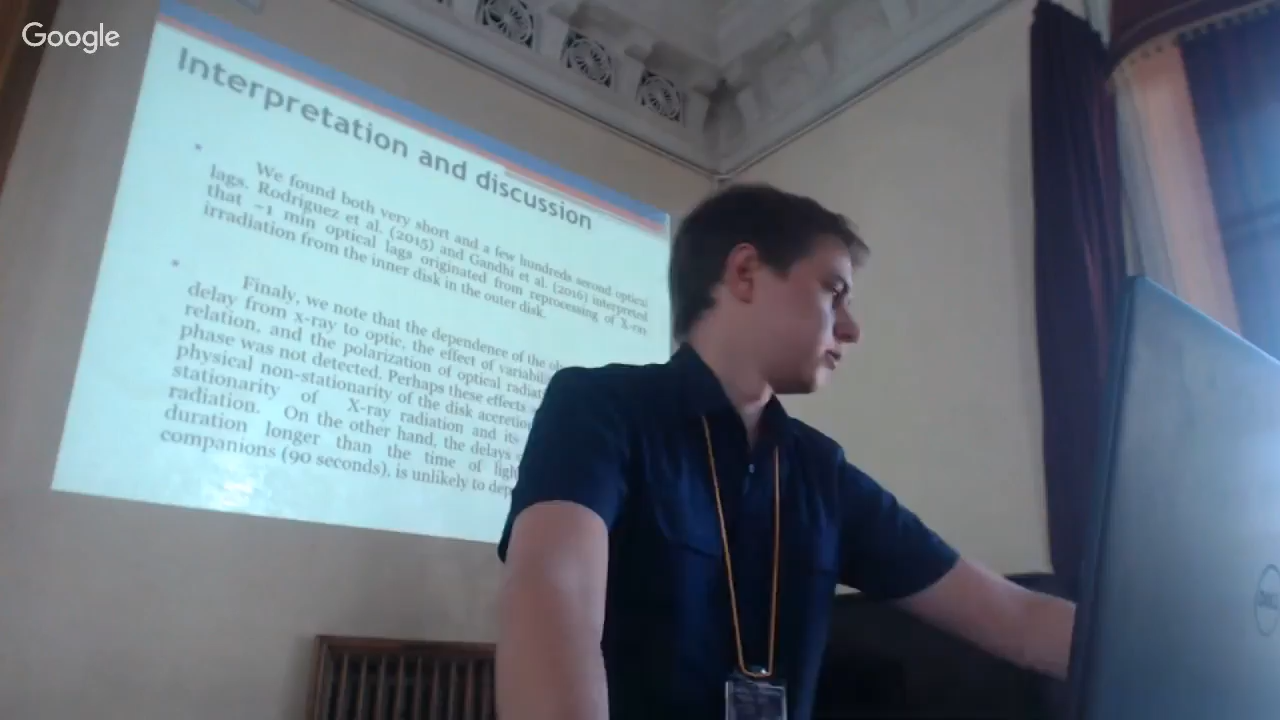 Google
Interpretation and discussion
We found both very short and a few hundreds second optical
lags. Rodriguez et al. (2015) and Gandhi et al. (2016) interpreted
that ~1 min optical lags originated from reprocessing of X-ray
irradiation from the inner disk in the outer disk.
Finaly, we note that the dependence of the
delay from x-ray to optic, the effect of
relation, and the polarization of optical
phase was not detected. Perhaps these effects
physical non-stationarity of the disk
stationarity of X-ray radiation and its
radiation. On the other hand, the delays
duration longer than the time of
companions (90 seconds), is unlikely to
DELL